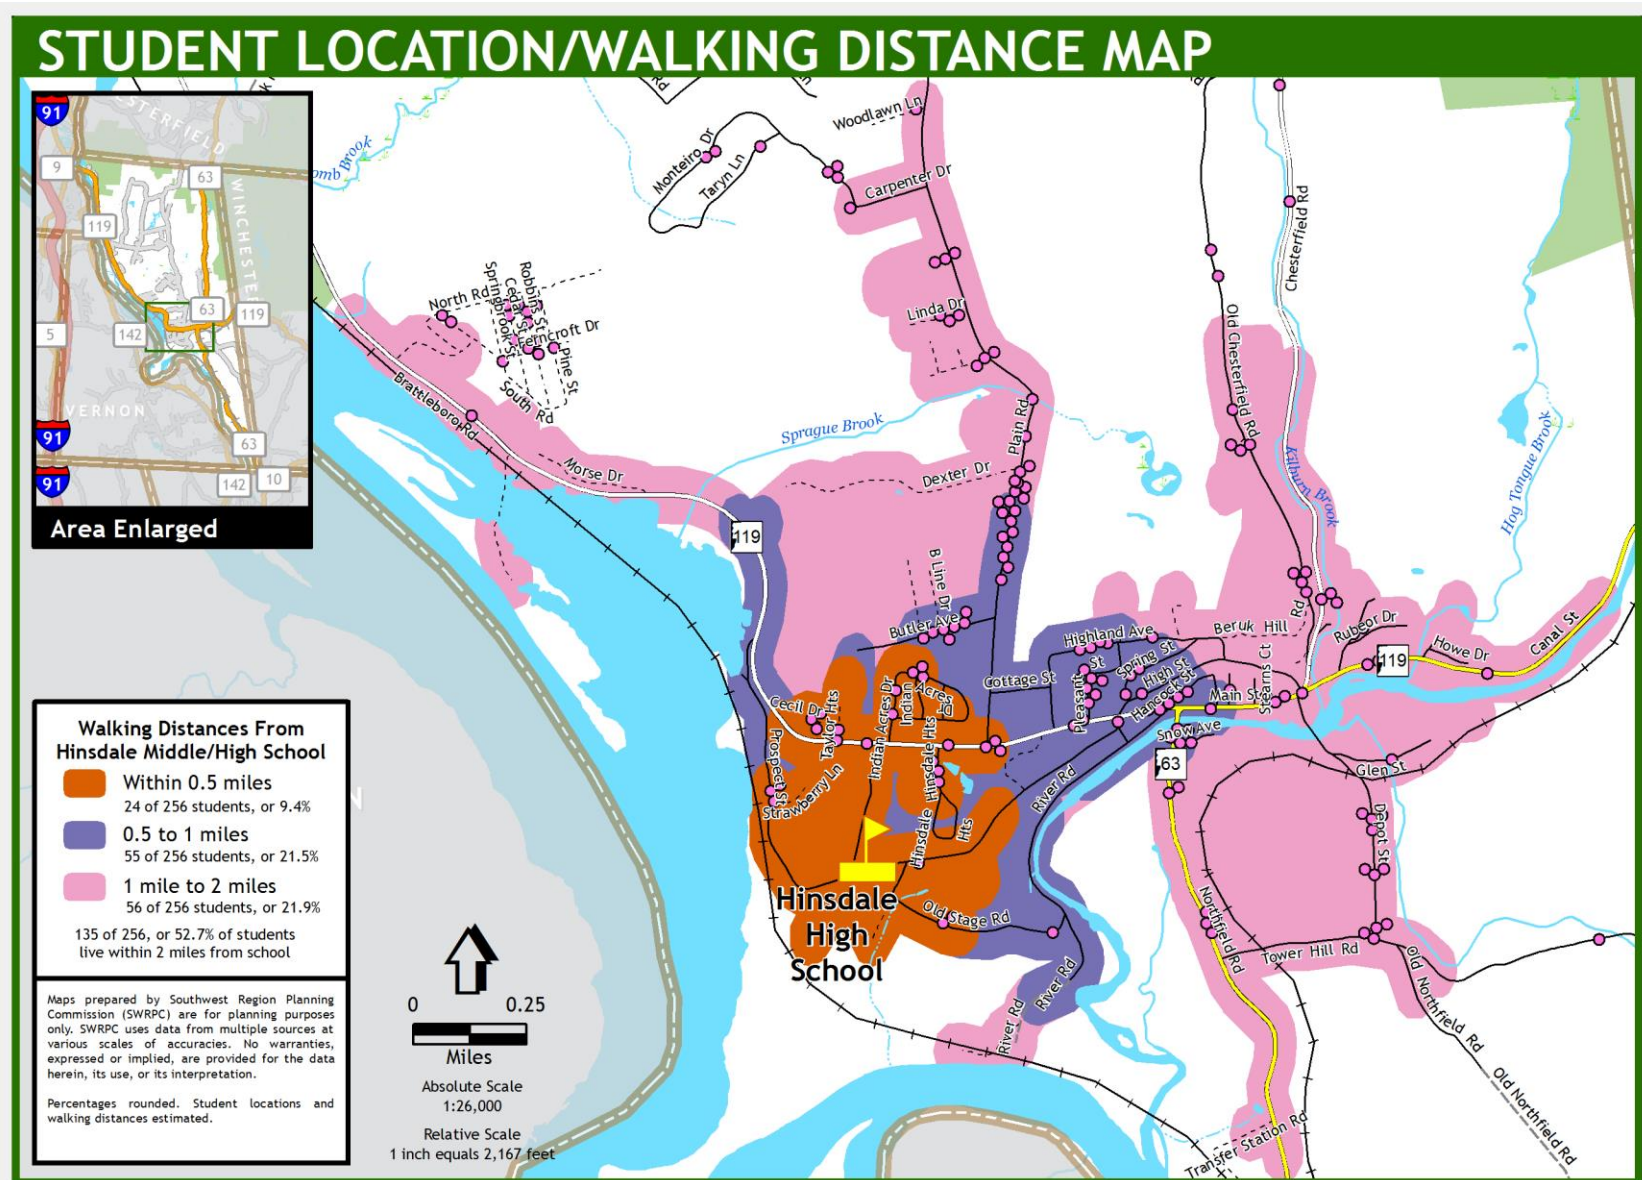 STUDENT LOCATION/WALKING DISTANCE MAP
91
CHESTERFIELD
9
63
WINCHESTER
119
63
119
5
142
VERNON
91
63
91
142
10
Area Enlarged
Walking Distances From
Hinsdale Middle/High School
Within 0.5 miles
24 of 256 students, or 9.4%
0.5 to 1 miles
55 of 256 students, or 21.5%
1 mile to 2 miles
56 of 256 students, or 21.9%
135 of 256, or 52.7% of students
live within 2 miles from school
Maps prepared by Southwest Region Planning
Commission (SWRPC) are for planning purposes
only. SWRPC uses data from multiple sources at
various scales of accuracies. No warranties,
expressed or implied, are provided for the data
herein, its use, or its interpretation.
Percentages rounded. Student locations and
walking distances estimated.
0 0.25
Miles
Absolute Scale
1:26,000
Relative Scale
1 inch equals 2,167 feet
Rd
Rd
omb Brook
Woodlawn Ln
Monteiro Dr
Taryn Ln
Carpenter Dr
Linda Dr
North Rd
Springbrook St
Cedar St
Robbins St
Ferncroft Dr
Pine St
South Rd
Brattleboro Rd
Morse Dr
Sprague Brook
Plain Rd
Dexter Dr
Chesterfield Rd
Old Chesterfield Rd
Kilburn Brook
Hog Tongue Brook
119
B Line Dr
Butler Ave
Highland Ave
Spring St
High St
Hancock St
Pleasant St
Cottage St
Beruk Hill Rd
Rubeor Dr
Howe Dr
Canal St
119
Stearns Ct
Main St
Snow Ave
63
Glen St
Depot St
Cecil Dr
Taylor Hts
Indian Acres Dr
Indian Acres Dr
Prospect St
Strawberry Ln
Hinsdale Hts
Hinsdale Hts
River Rd
Hinsdale
High
School
Old Stage Rd
River Rd
River Rd
Northfield Rd
Tower Hill Rd
Old Northfield Rd
Old Northfield Rd
Transfer Station Rd